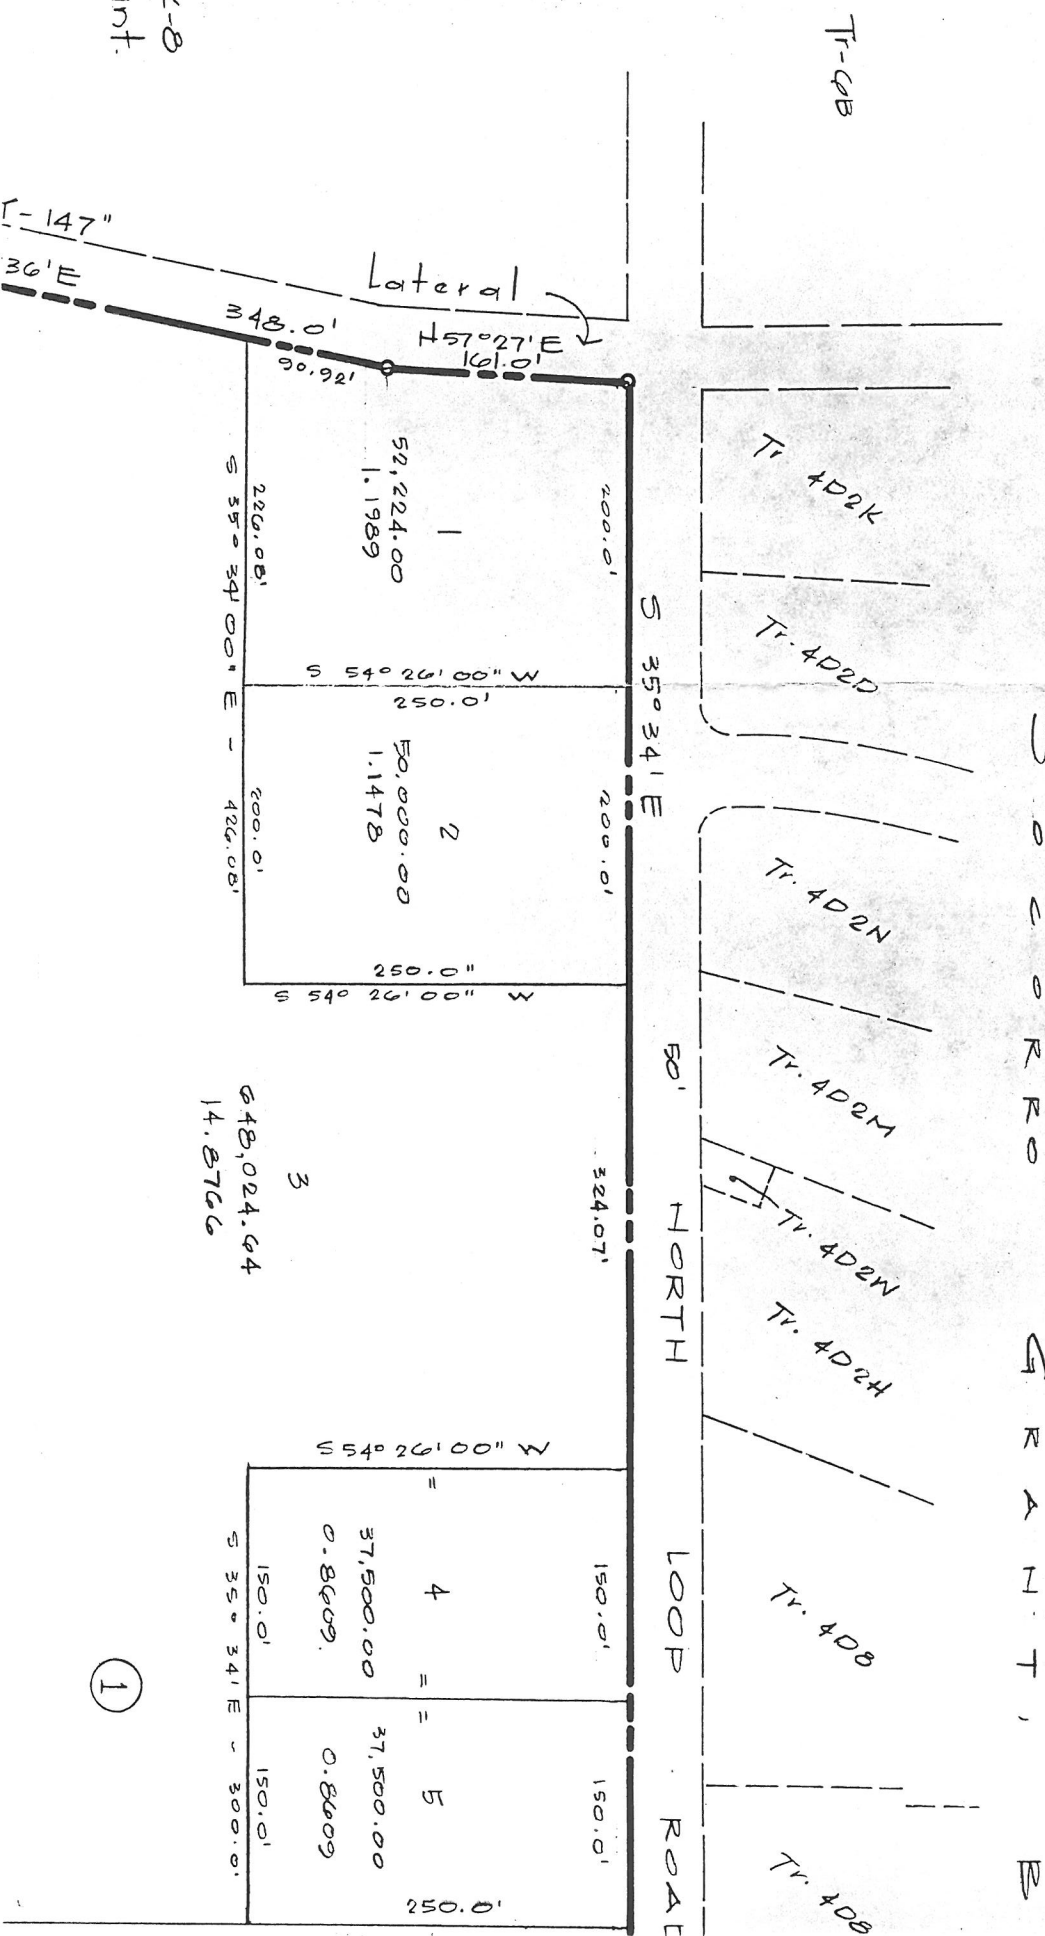 Tr-6B
-8
int.
T-147"
36'E
Lateral
348.0'
90.92'
N57°27'E
161.0'
1
52,224.00
1.1989
200.0'
226.08'
S 35° 34' 00" E - 426.08'
S 54° 26' 00" W
250.0'
2
50,000.00
1.1478
200.0'
200.0'
250.0"
S 54° 26' 00" W
3
648,024.64
14.8766
324.07'
S 54° 26' 00" W
4
37,500.00
0.8609
150.0'
150.0'
S 35° 34' E - 300.0'
5
37,500.00
0.8609
150.0'
150.0'
250.0'
1
S 35° 34' E
50' NORTH LOOP ROAD
Tr 4D2K
Tr. 4D2D
Tr. 4D2N
Tr. 4D2M
Tr. 4D2W
Tr. 4D2H
Tr. 4D8
Tr. 4D8
SOCORRO GRANT, B